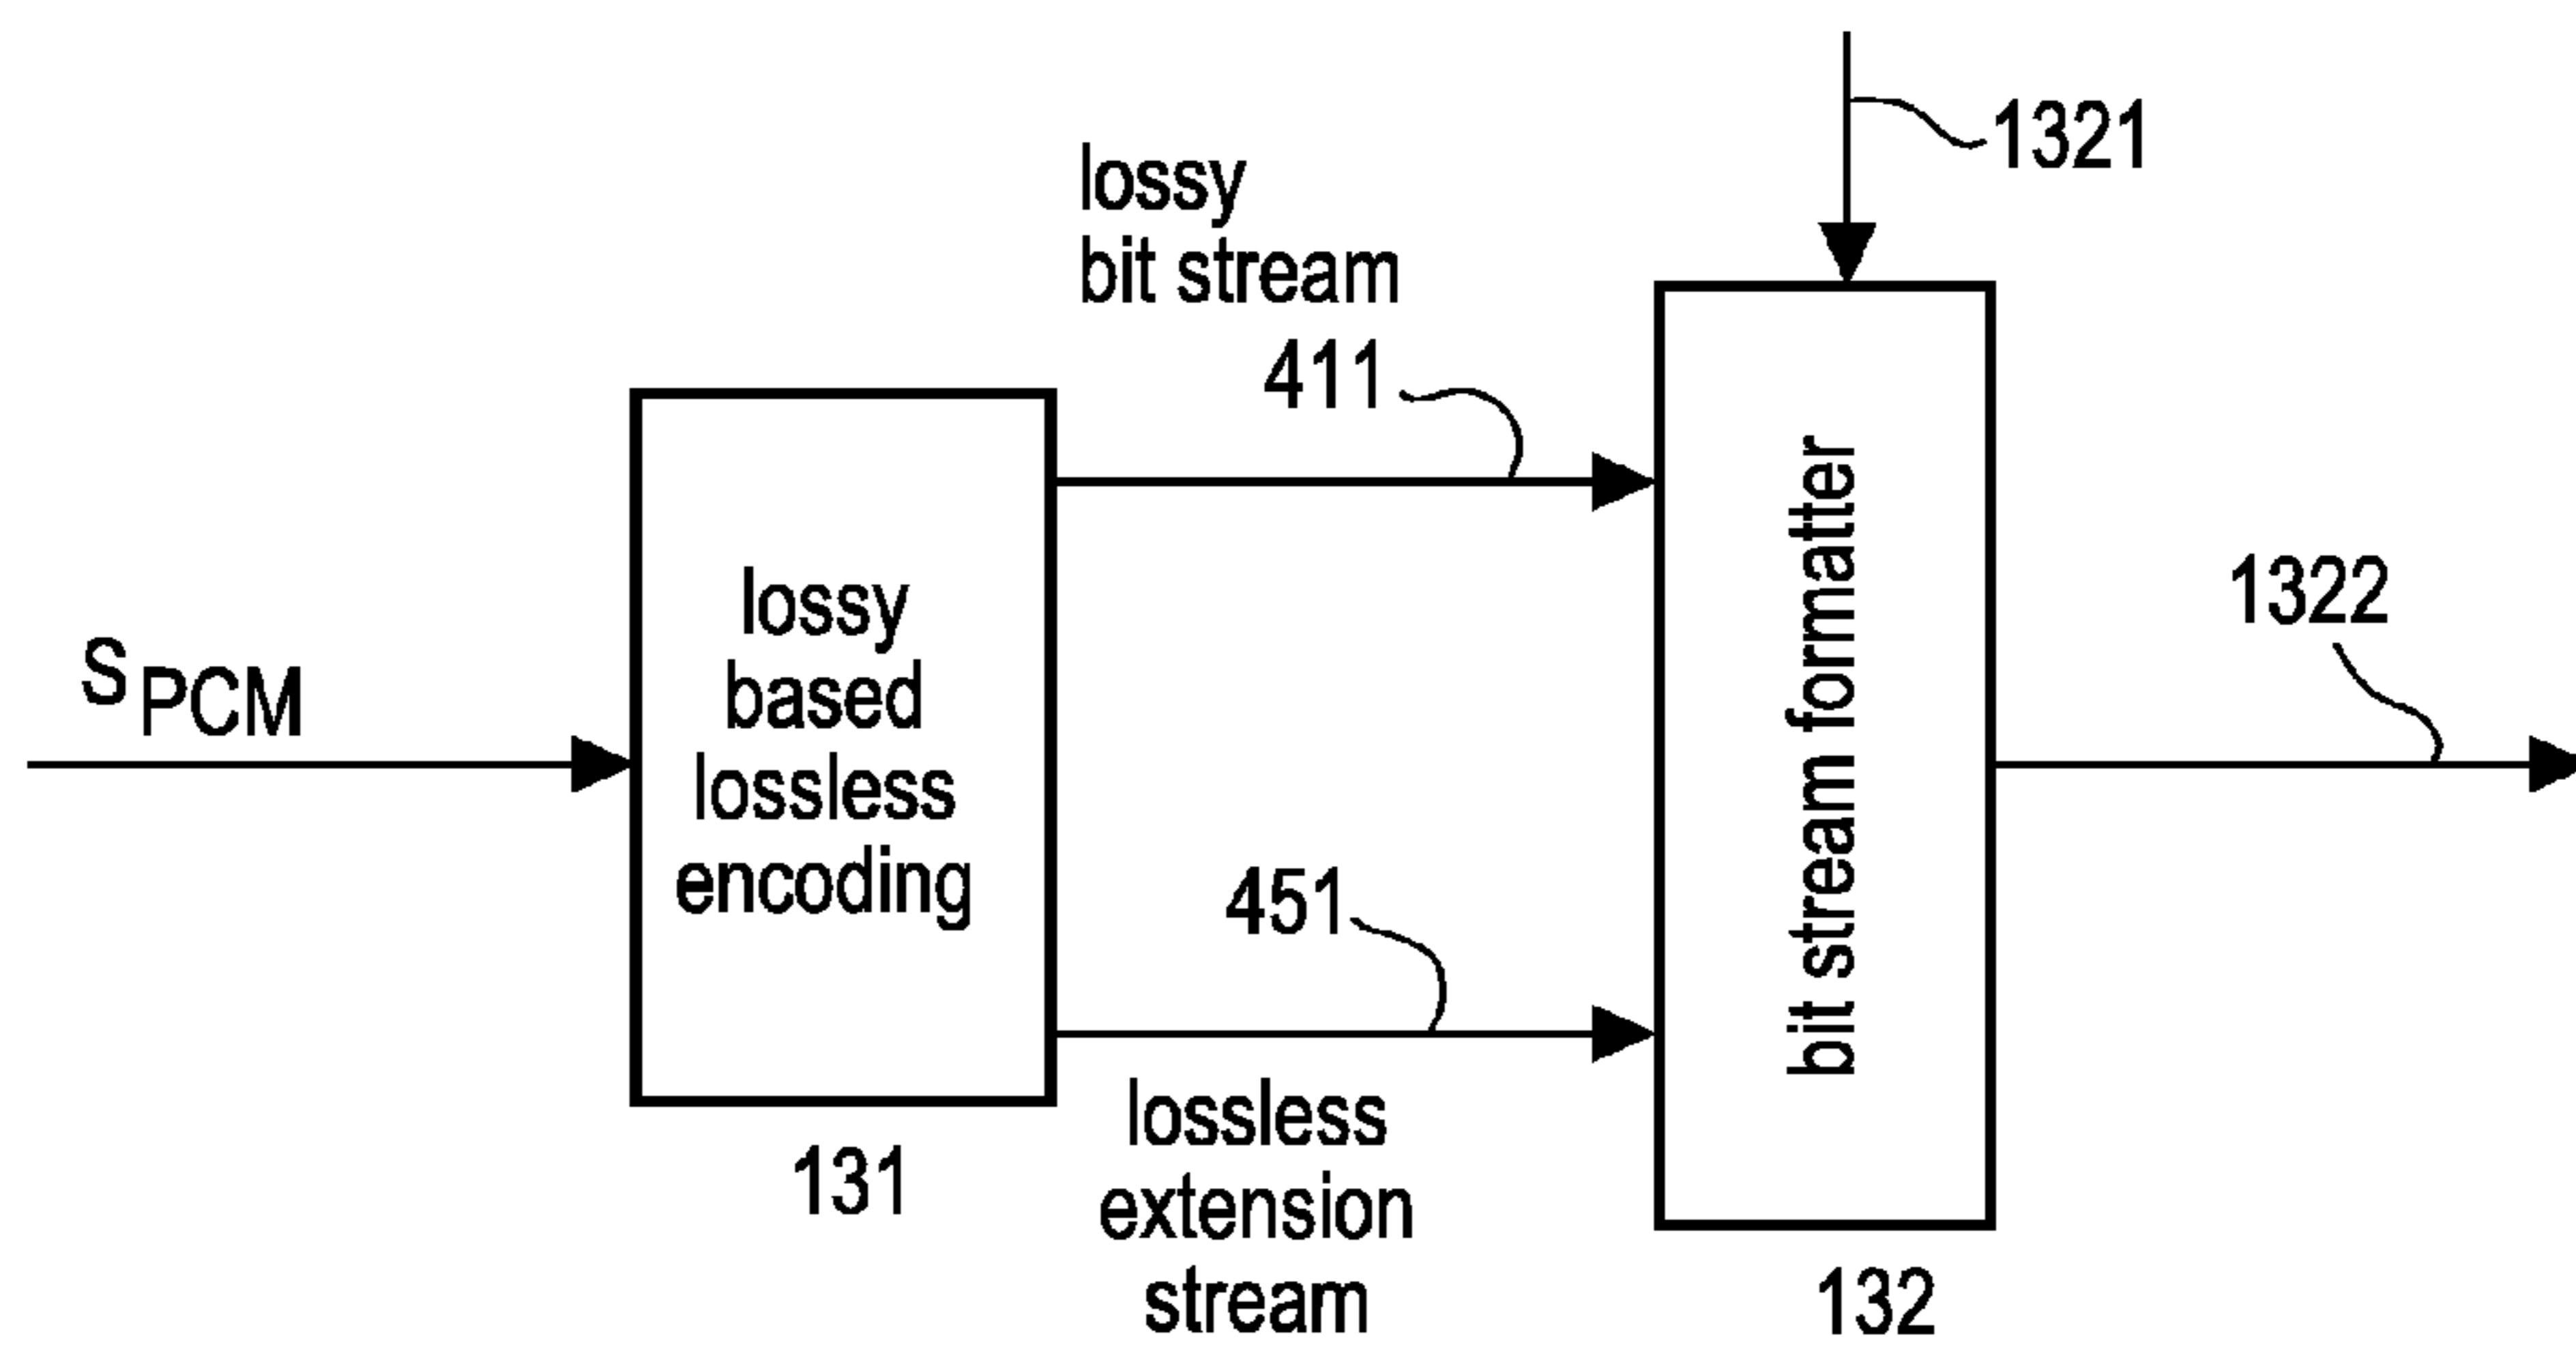 S PCM
lossy
based
lossless
encoding
131
lossy
bit stream
411
451
lossless
extension
stream
1321
bit stream formatter
132
1322